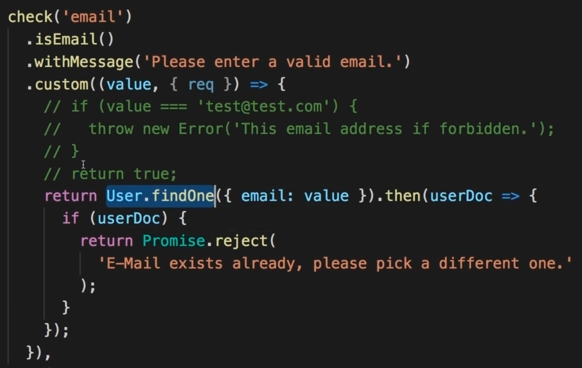 check('email')
.isEmail()
.withMessage('Please enter a valid email.')
.custom((value, { req }) => {
// if (value === 'test@test.com') {
//   throw new Error('This email address if forbidden.');
// }
// return true;
return User.findOne({ email: value }).then(userDoc => {
if (userDoc) {
return Promise.reject(
'E-Mail exists already, please pick a different one.'
);
}
});
}),